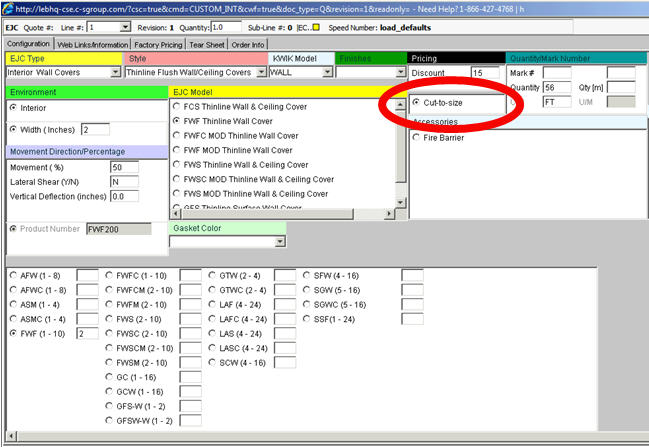 http://lebhq-cse.c-sgroup.com/?csc=true&cmd=CUSTOM_INT&cwf=true&doc_type=Q&revision=1&readonly= - Need Help? 1-866-427-4768 | h
EJC Quote #: Line #: 1 Revision: 1 Quantity: 1.0 Sub-Line #: 0 |EC.. Speed Number: load_defaults
Configuration Web Links/Information Factory Pricing Tear Sheet Order Info
EJC Type Style KWIK Model Finishes Pricing Quantity/Mark Number
Interior Wall Covers Thinline Flush Wall/Ceiling Covers WALL Discount 15 Mark #
Quantity 56 Qty [m]
FT U/M
Environment EJC Model
Interior
Width ( Inches) 2
Movement Direction/Percentage
Movement ( %) 50
Lateral Shear (Y/N) N
Vertical Deflection (inches) 0.0
FCS Thinline Wall & Ceiling Cover
FWF Thinline Wall Cover
FWFC MOD Thinline Wall & Ceiling Cover
FWF MOD Thinline Wall Cover
FWS Thinline Wall & Ceiling Cover
FWSC MOD Thinline Wall & Ceiling Cover
FWS MOD Thinline Wall & Ceiling Cover
GFS Thinline Surface Wall Cover
Cut-to-size
Accessories
Fire Barrier
Product Number FWF200
Gasket Color
AFW (1 - 8) FWFC (1 - 10) GTW (2 - 4) SFW (4 - 16)
AFWC (1 - 8) FWFCM (2 - 10) GTWC (2 - 4) SGW (5 - 16)
ASM (1 - 4) FWFM (2 - 10) LAF (4 - 24) SGWC (5 - 16)
ASMC (1 - 4) FWS (2 - 10) LAFC (4 - 24) SSF(1 - 24)
FWF (1 - 10) 2 FWSC (2 - 10) LAS (4 - 24)
FWSCM (2 - 10) LASC (4 - 24)
FWSM (2 - 10) SCW (4 - 16)
GC (1 - 16)
GCW (1 - 16)
GFS-W (1 - 2)
GFSW-W (1 - 2)